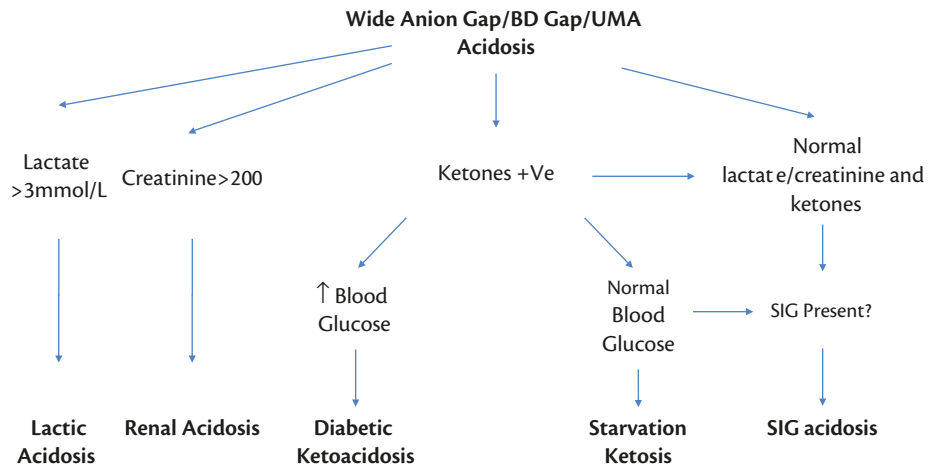 Wide Anion Gap/BD Gap/UMA
Acidosis
Lactate
>3mmol/L
Creatinine>200
Ketones +Ve
Normal
lactate/creatinine and
ketones
↑ Blood
Glucose
Normal
Blood
Glucose
SIG Present?
Lactic
Acidosis
Renal Acidosis
Diabetic
Ketoacidosis
Starvation
Ketosis
SIG acidosis